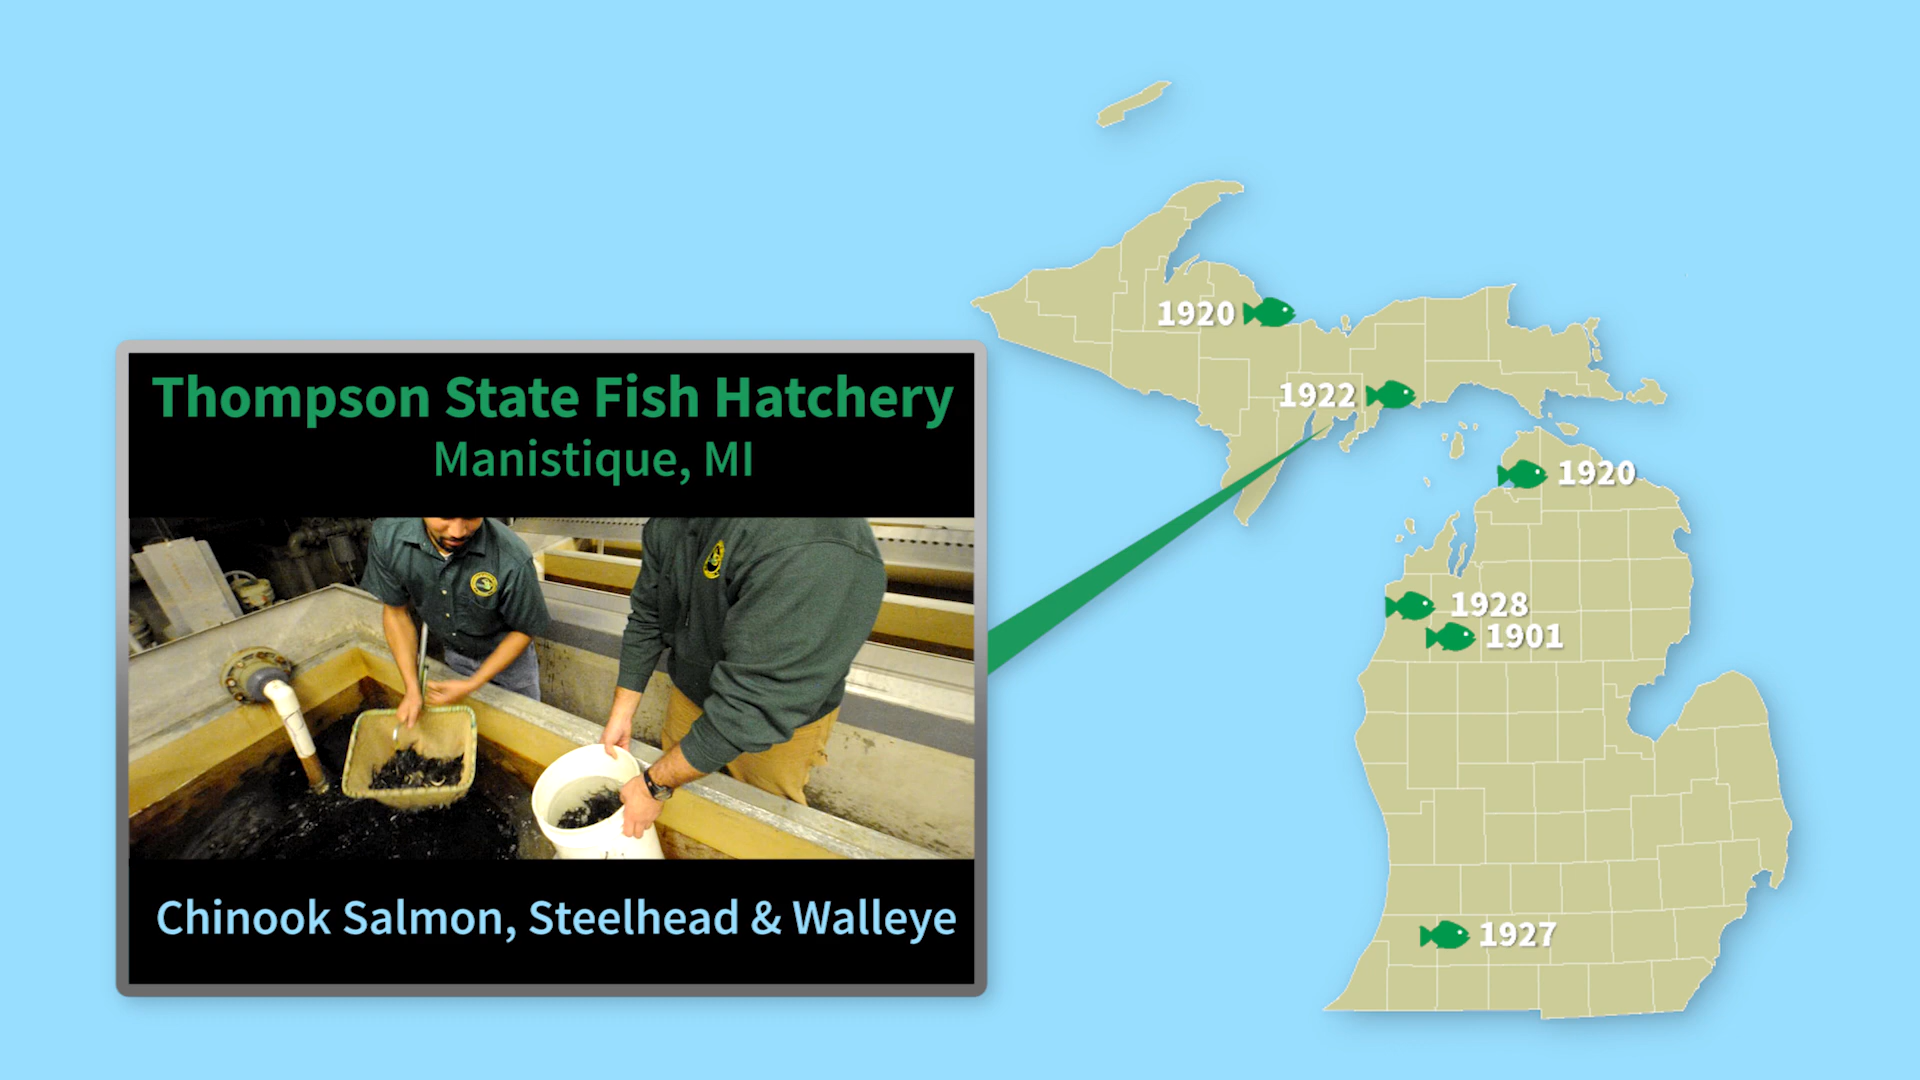 Thompson State Fish Hatchery
Manistique, MI
Chinook Salmon, Steelhead & Walleye
1920
1922
1920
1928
1901
1927